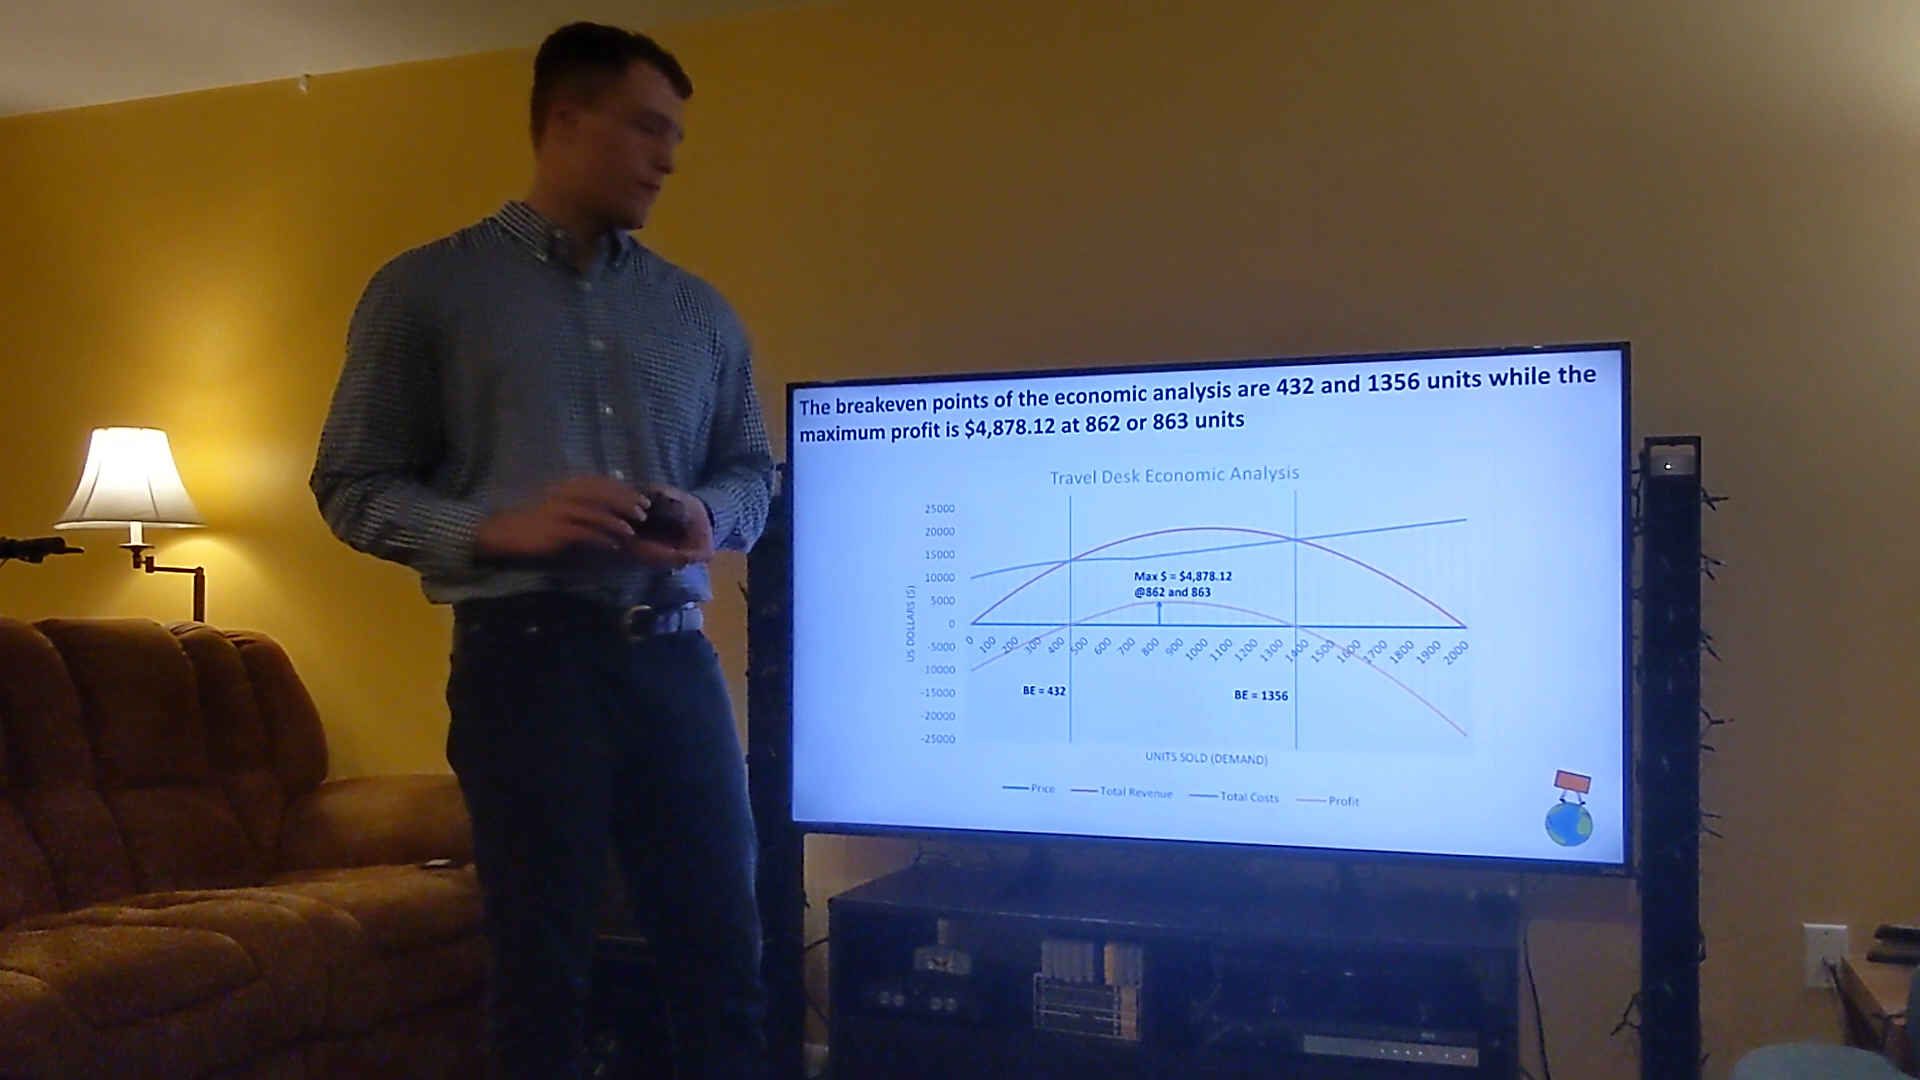 The breakeven points of the economic analysis are 432 and 1356 units while the
maximum profit is $4,878.12 at 862 or 863 units
Travel Desk Economic Analysis
25000
20000
15000
10000
5000
0
-5000
-10000
-15000
-20000
-25000
US DOLLARS ($)
Max $ = $4,878.12
@862 and 863
0 100 200 300 400 500 600 700 800 900 1000 1100 1200 1300 1400 1500 1600 1700 1800 1900 2000
BE = 432
BE = 1356
UNITS SOLD (DEMAND)
Price Total Revenue Total Costs Profit